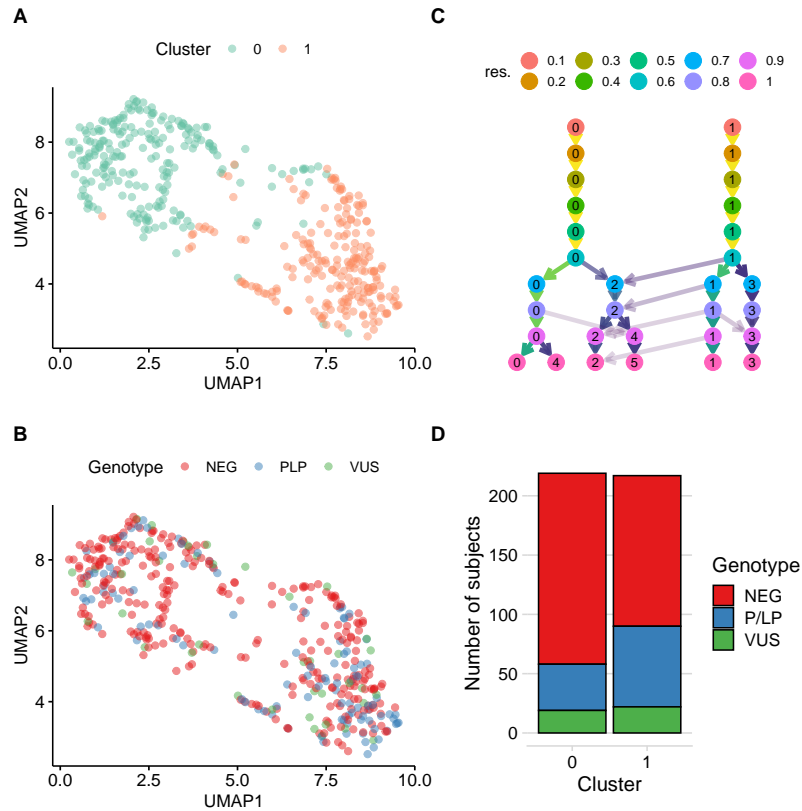 A
Cluster 0 1
8
6
4
UMAP2
0.0 2.5 5.0 7.5 10.0
UMAP1
B
Genotype NEG PLP VUS
8
6
4
UMAP2
0.0 2.5 5.0 7.5 10.0
UMAP1
C
res. 0.1 0.3 0.5 0.7 0.9
0.2 0.4 0.6 0.8 1
0 1
0 1
0 1
0 1
0 1
0 1
0 2 1 3
0 2 1 3
0 2 4 1 3
0 4 2 5 1 3
D
200
150
100
50
0
Number of subjects
0 1
Cluster
Genotype
NEG
P/LP
VUS